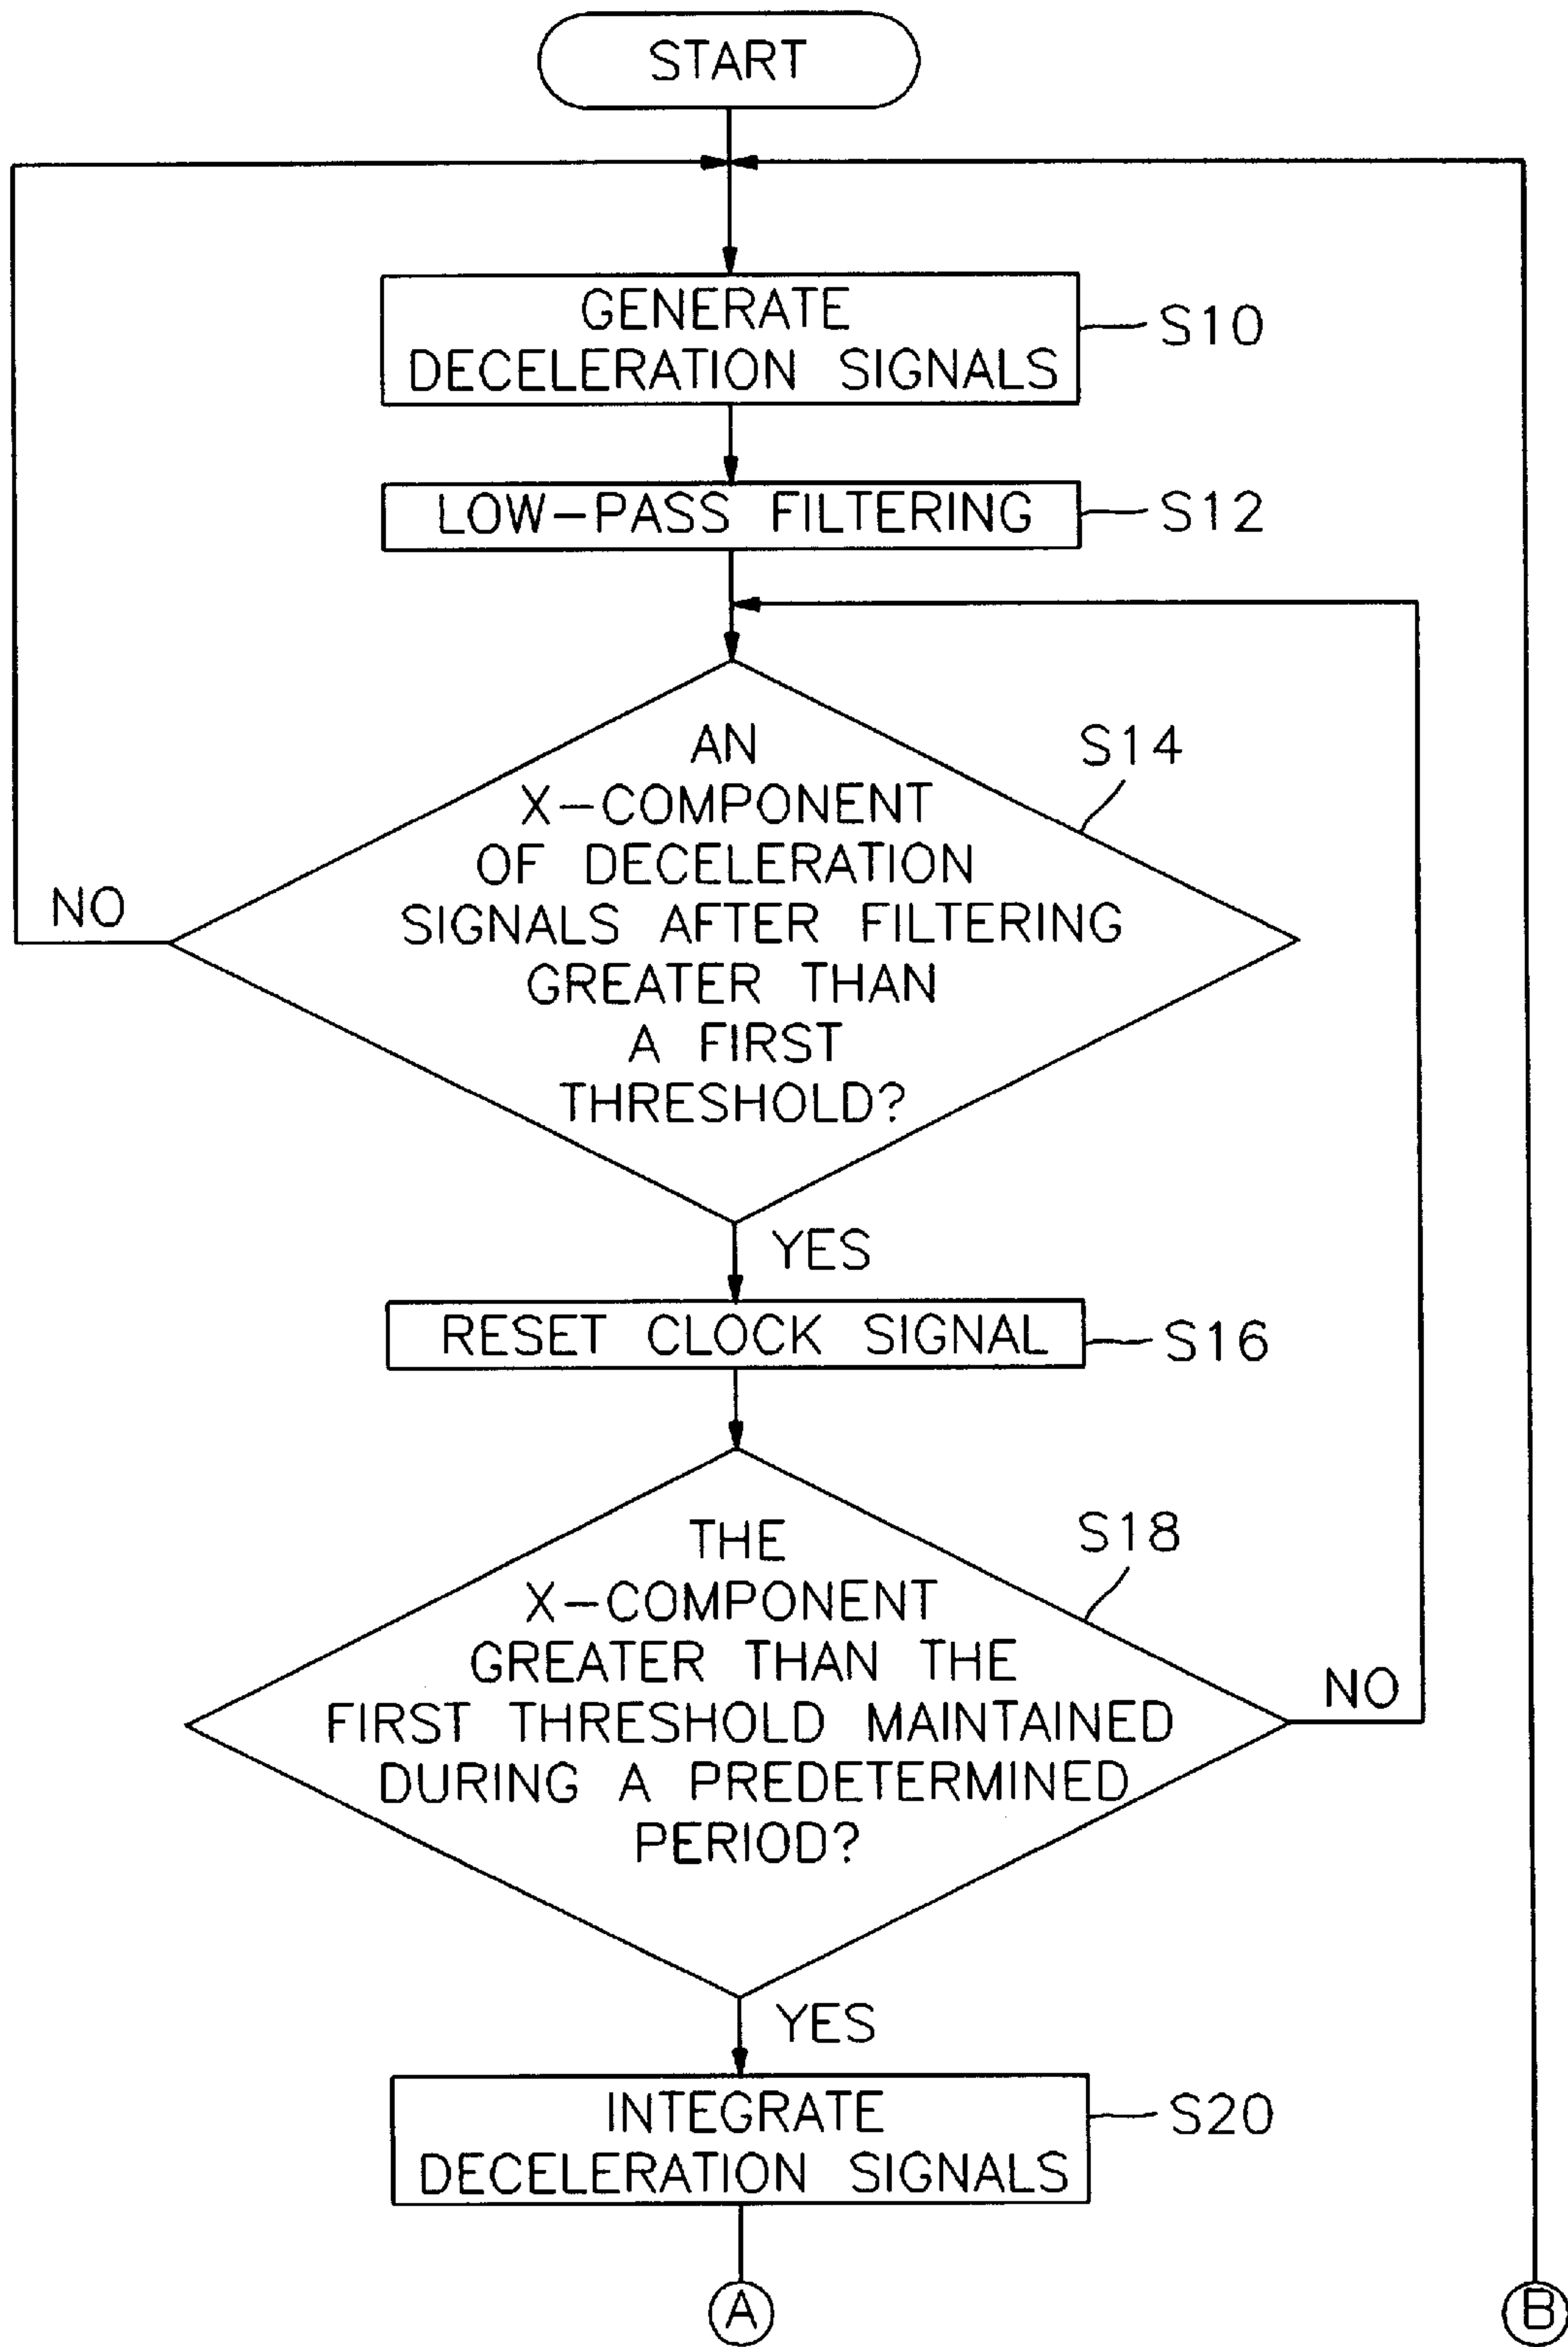 START
GENERATE
DECELERATION SIGNALS
S10
LOW-PASS FILTERING
S12
AN
X-COMPONENT
OF DECELERATION
SIGNALS AFTER FILTERING
GREATER THAN
A FIRST
THRESHOLD?
S14
NO
YES
RESET CLOCK SIGNAL
S16
THE
X-COMPONENT
GREATER THAN THE
FIRST THRESHOLD MAINTAINED
DURING A PREDETERMINED
PERIOD?
S18
NO
YES
INTEGRATE
DECELERATION SIGNALS
S20
A
B